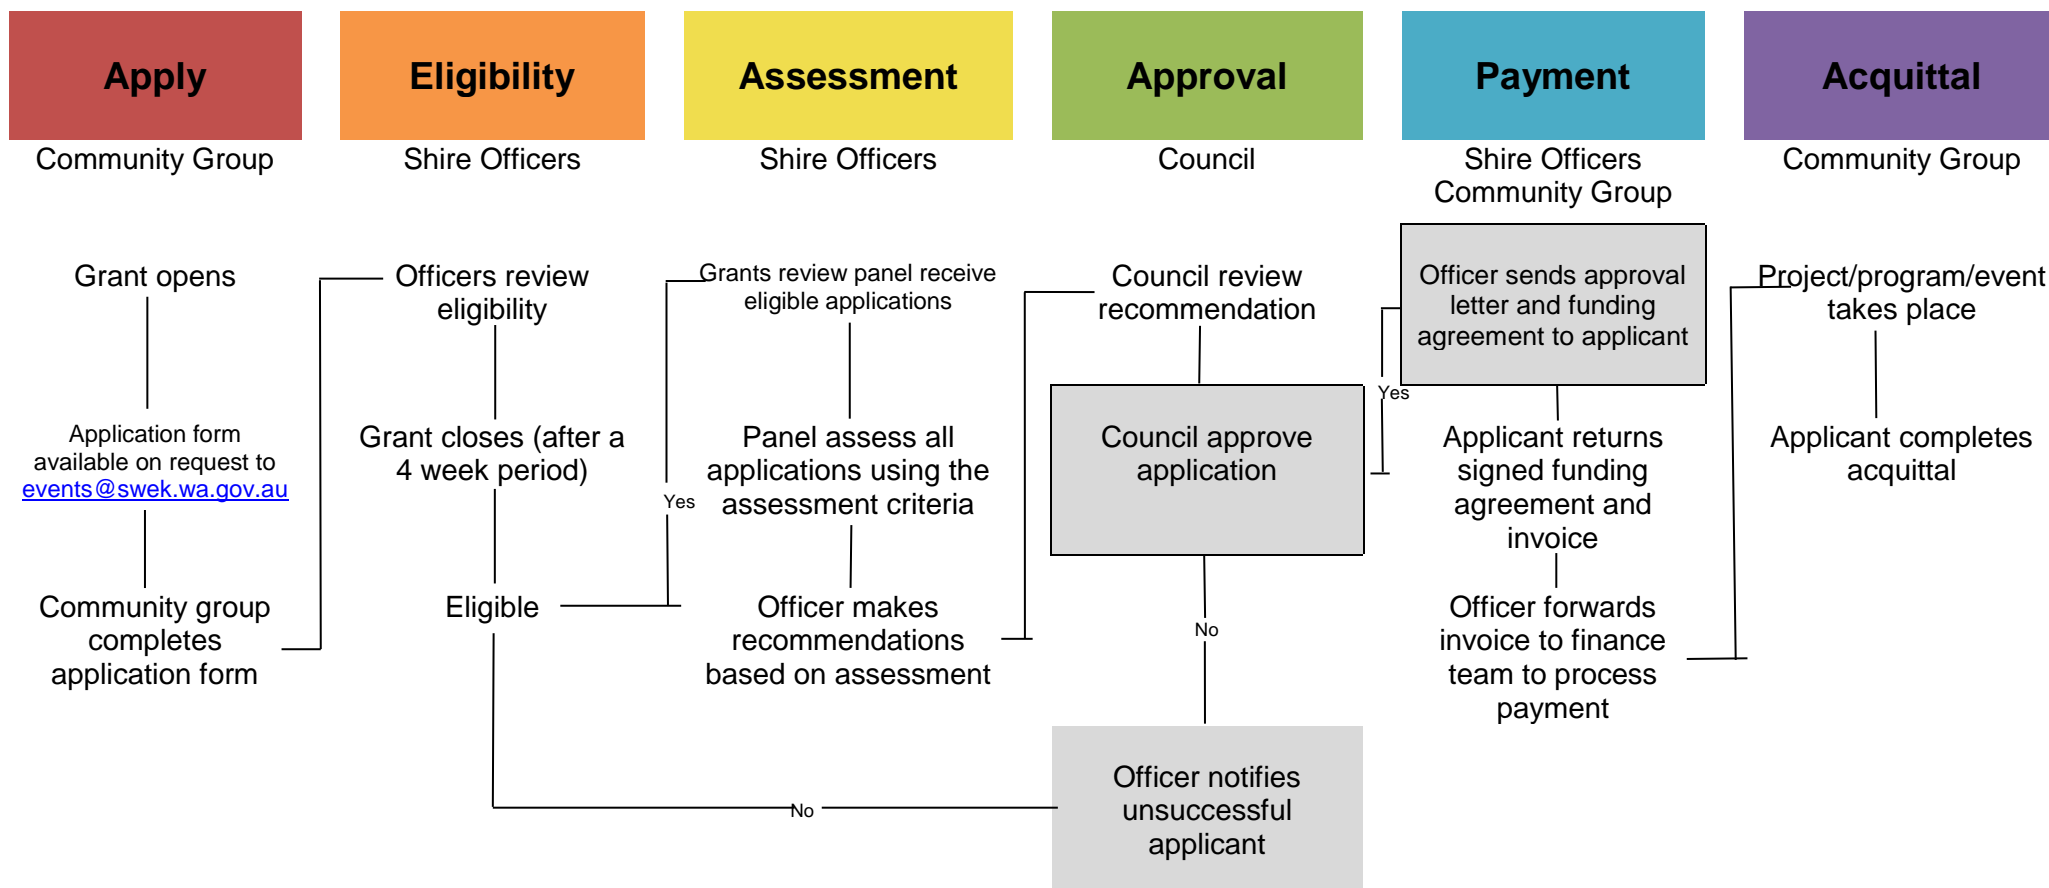 Apply
Community Group
Grant opens
Application form
available on request to
events@swek.wa.gov.au
Community group
completes
application form
Eligibility
Shire Officers
Officers review
eligibility
Grant closes (after a
4 week period)
Eligible
Yes
No
Assessment
Shire Officers
Grants review panel receive
eligible applications
Panel assess all
applications using the
assessment criteria
Officer makes
recommendations
based on assessment
Approval
Council
Council review
recommendation
Council approve
application
Yes
No
Officer notifies
unsuccessful
applicant
Payment
Shire Officers
Community Group
Officer sends approval
letter and funding
agreement to applicant
Applicant returns
signed funding
agreement and
invoice
Officer forwards
invoice to finance
team to process
payment
Acquittal
Community Group
Project/program/event
takes place
Applicant completes
acquittal